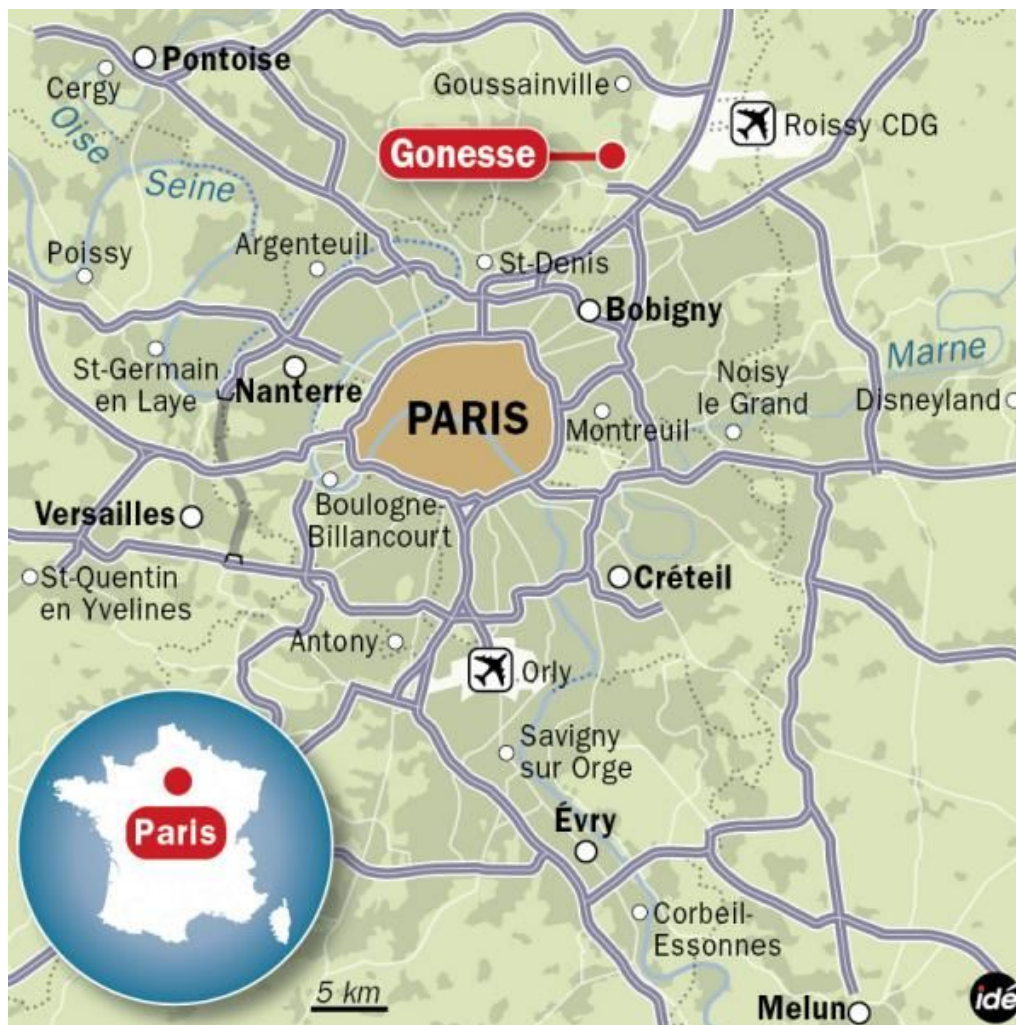 Pontoise
Cergy
Goussainville
Oise
Roissy CDG
Gonesse
Seine
Poissy
Argenteuil
St-Denis
Bobigny
Marne
St-Germain
en Laye
Nanterre
PARIS
Noisy
le Grand
Disneyland
Montreuil
Versailles
Boulogne-
Billancourt
St-Quentin
en Yvelines
Créteil
Antony
Orly
Savigny
sur Orge
Paris
Évry
Corbeil-
Essonnes
5 km
Melun
idé